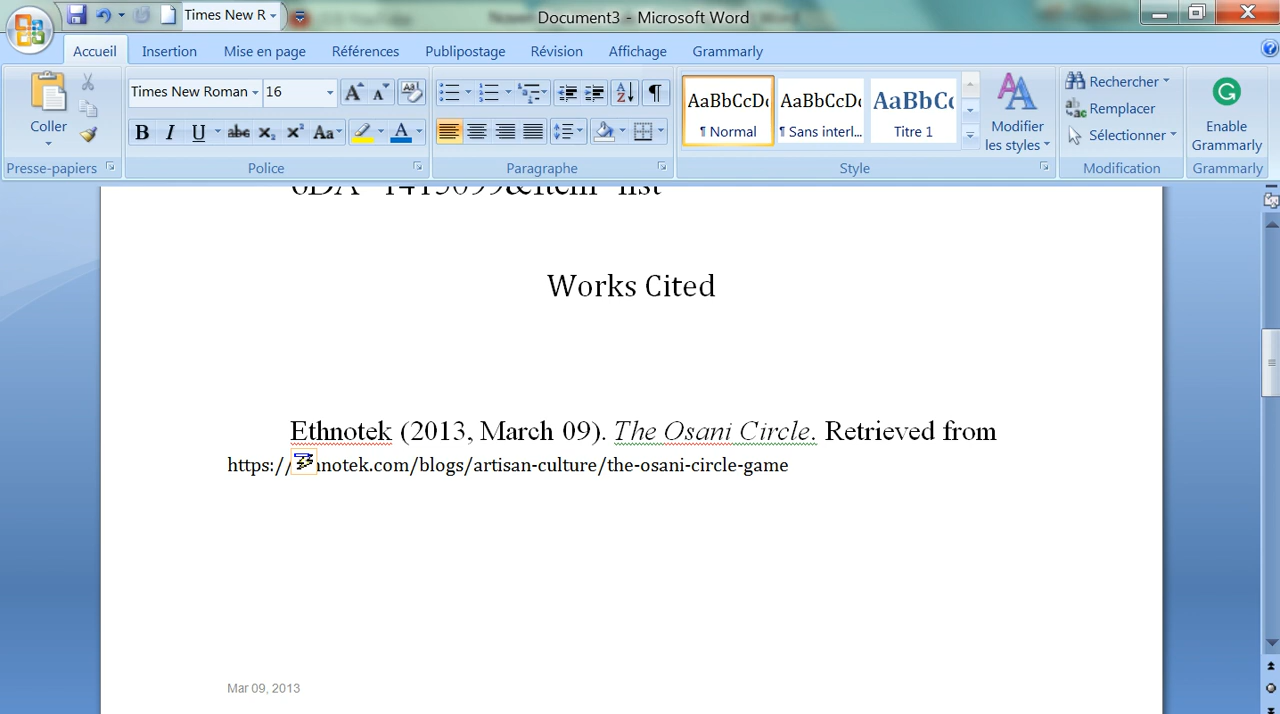 Times New R
Document3 - Microsoft Word
Accueil
Insertion
Mise en page
Références
Publipostage
Révision
Affichage
Grammarly
Coller
Presse-papiers
Times New Roman
16
Police
Paragraphe
AaBbCcDc
¶ Normal
AaBbCcDc
¶ Sans interl...
AaBbCc
Titre 1
Modifier
les styles
Style
Rechercher
Remplacer
Sélectionner
Modification
Enable
Grammarly
Grammarly
Works Cited
Ethnotek (2013, March 09). The Osani Circle. Retrieved from
https://ethnotek.com/blogs/artisan-culture/the-osani-circle-game
Mar 09, 2013